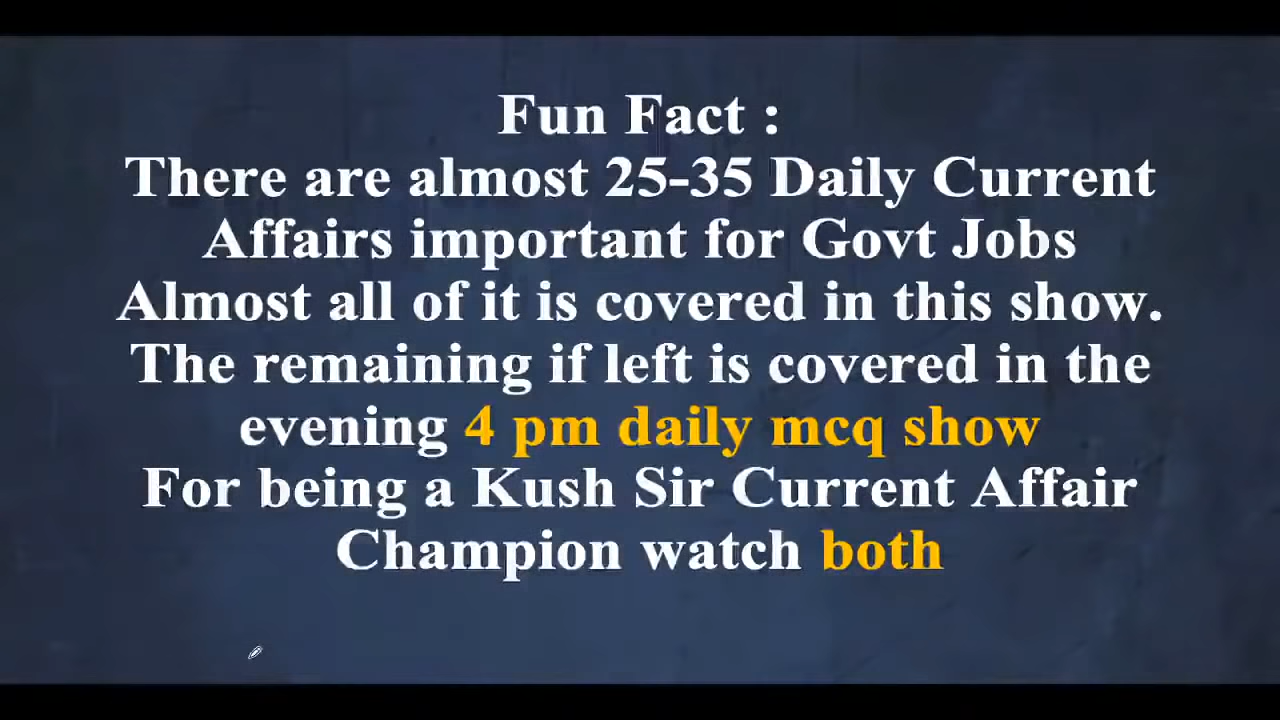 Fun Fact :
There are almost 25-35 Daily Current
Affairs important for Govt Jobs
Almost all of it is covered in this show.
The remaining if left is covered in the
evening 4 pm daily mcq show
For being a Kush Sir Current Affair
Champion watch both